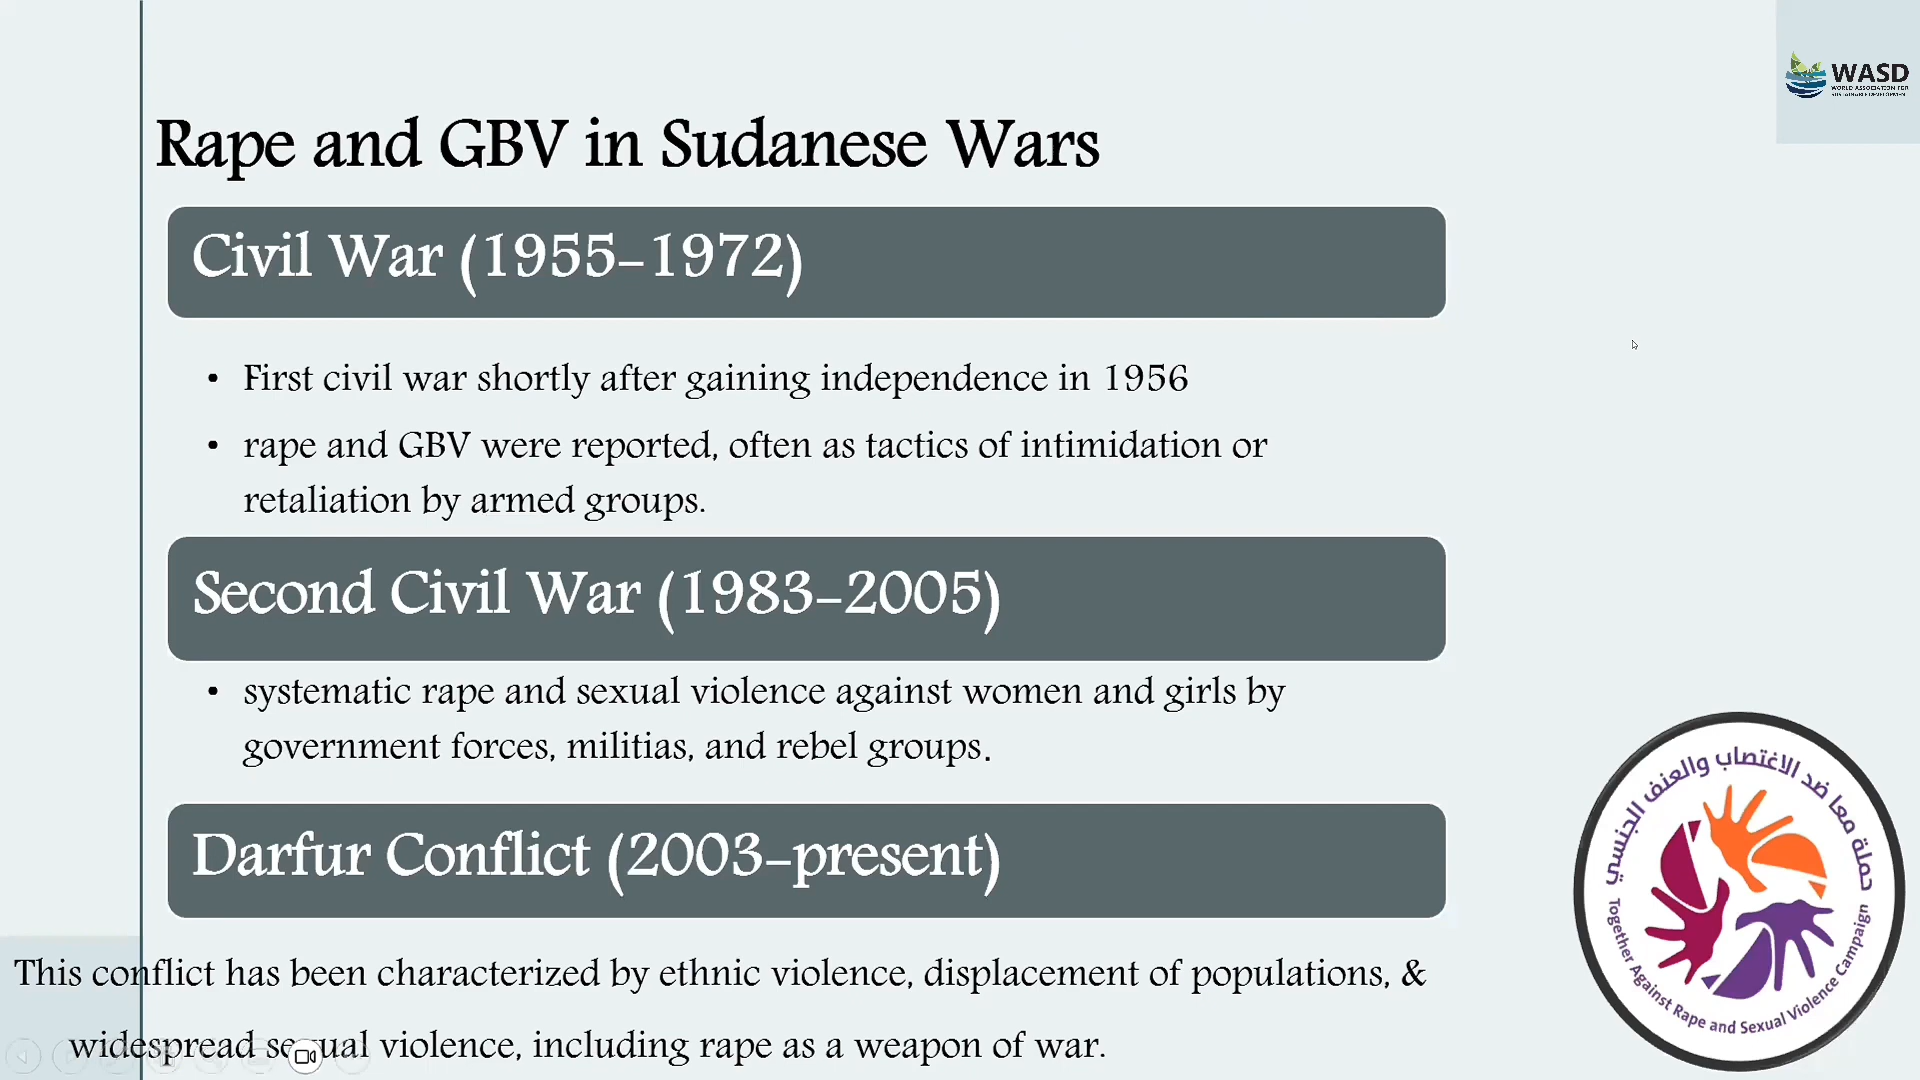 WASD
WORLD ASSOCIATION FOR
SUSTAINABLE DEVELOPMENT
Rape and GBV in Sudanese Wars
Civil War (1955-1972)
• First civil war shortly after gaining independence in 1956
• rape and GBV were reported, often as tactics of intimidation or
retaliation by armed groups.
Second Civil War (1983-2005)
• systematic rape and sexual violence against women and girls by
government forces, militias, and rebel groups.
Darfur Conflict (2003-present)
This conflict has been characterized by ethnic violence, displacement of populations, &
widespread sexual violence, including rape as a weapon of war.
حملة معا ضد الاغتصاب والعنف الجنسي
Together Against Rape and Sexual Violence Campaign